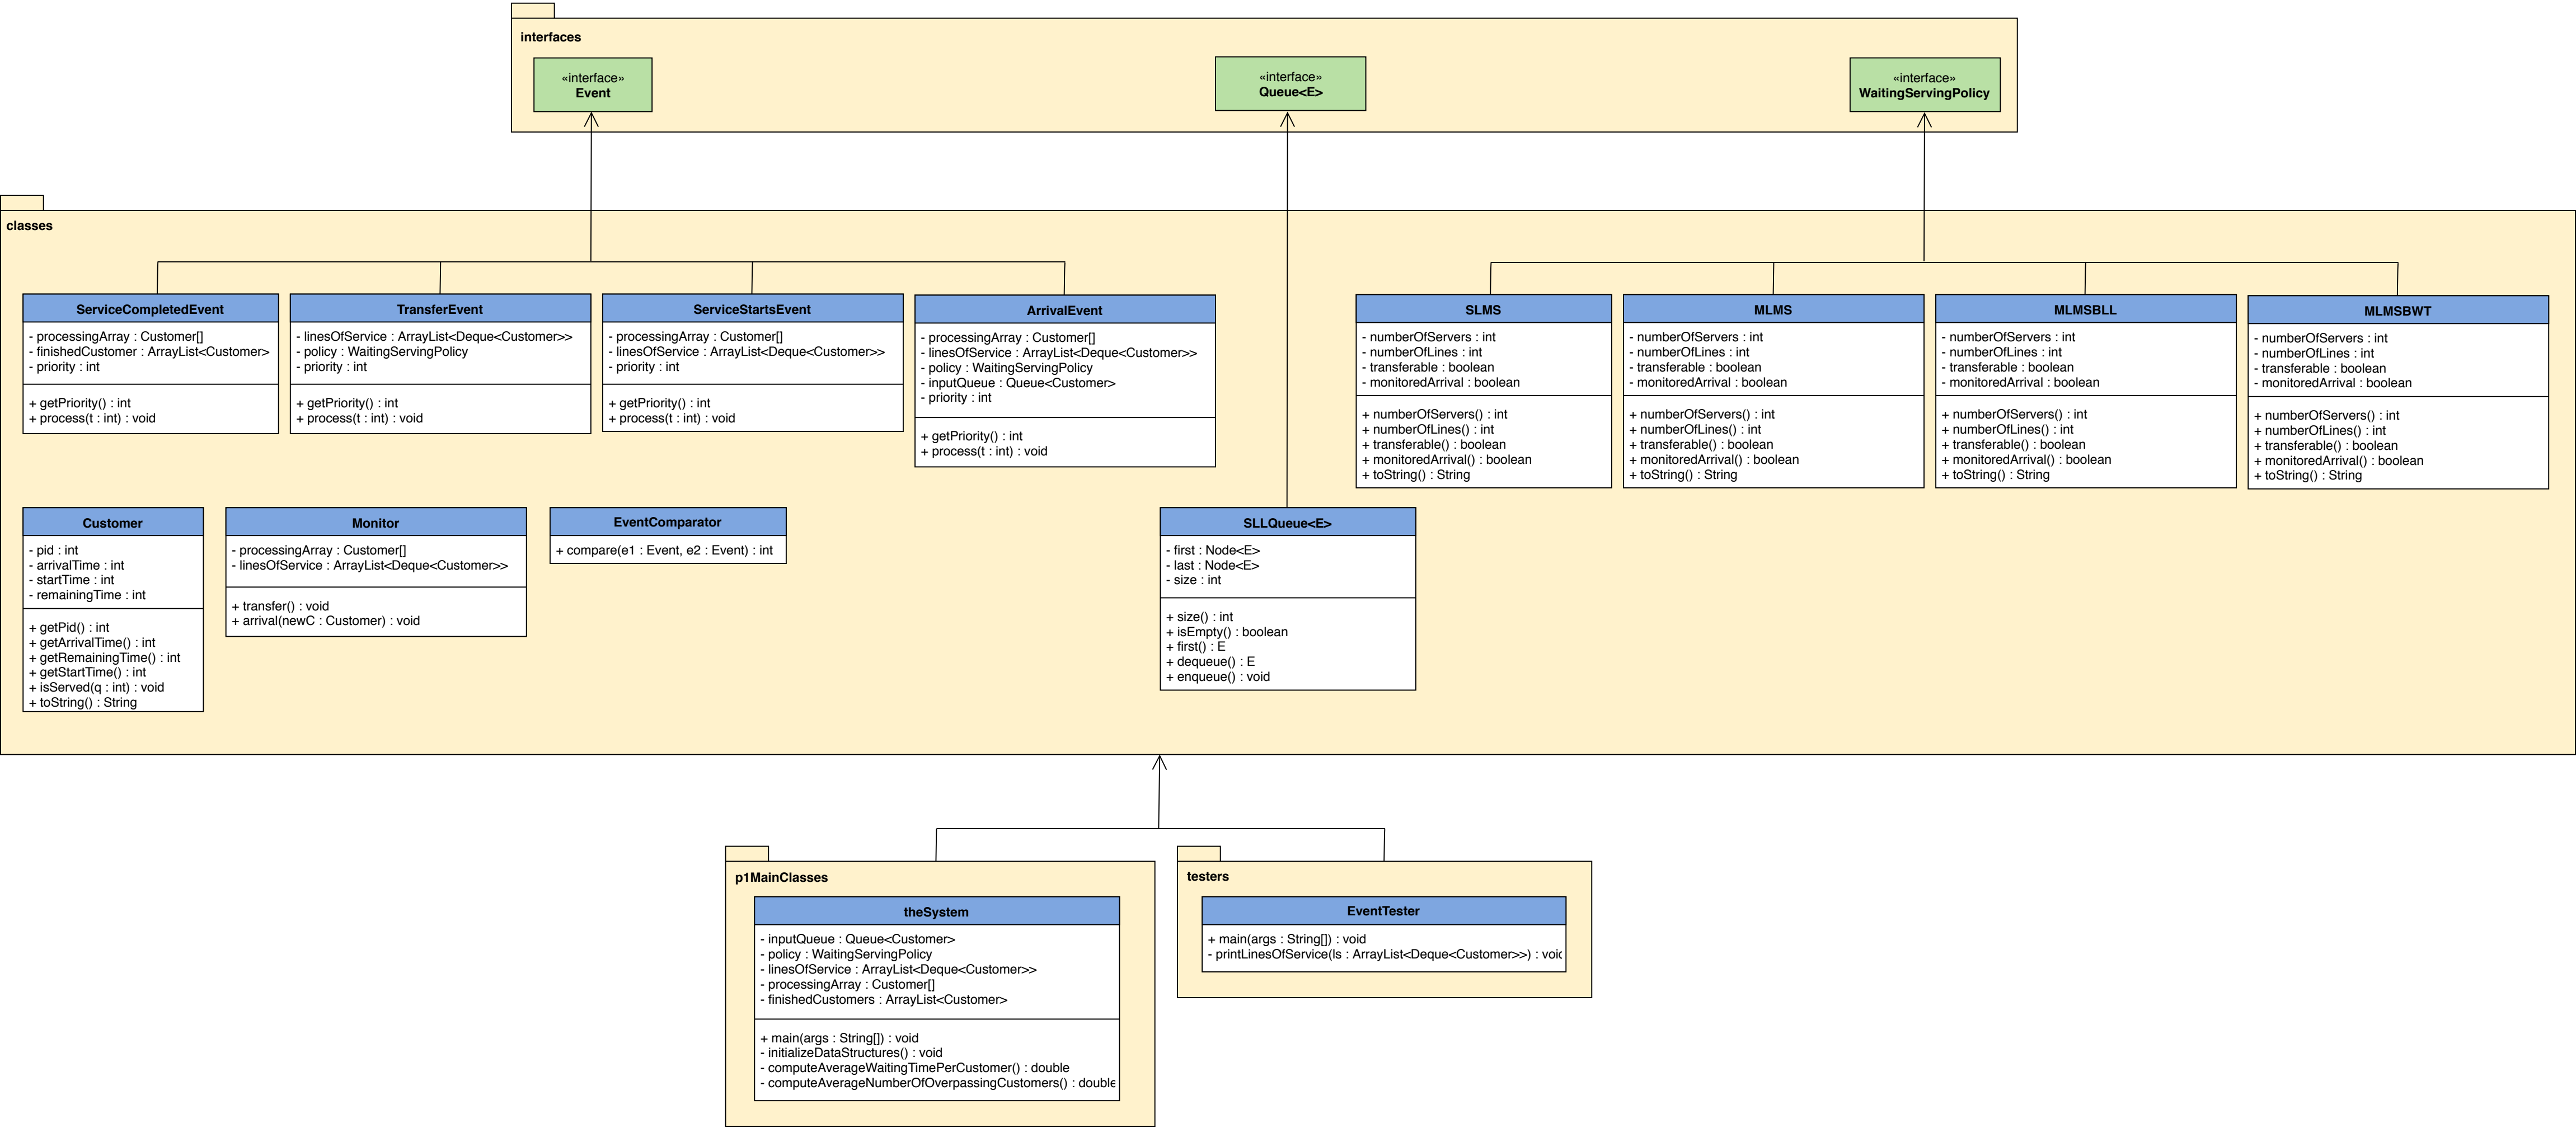 interfaces
«interface»
Event
«interface»
Queue<E>
«interface»
WaitingServingPolicy
classes
ServiceCompletedEvent
- processingArray : Customer[]
- finishedCustomer : ArrayList<Customer>
- priority : int
+ getPriority() : int
+ process(t : int) : void
TransferEvent
- linesOfService : ArrayList<Deque<Customer>>
- policy : WaitingServingPolicy
- priority : int
+ getPriority() : int
+ process(t : int) : void
ServiceStartsEvent
- processingArray : Customer[]
- linesOfService : ArrayList<Deque<Customer>>
- priority : int
+ getPriority() : int
+ process(t : int) : void
ArrivalEvent
- processingArray : Customer[]
- linesOfService : ArrayList<Deque<Customer>>
- policy : WaitingServingPolicy
- inputQueue : Queue<Customer>
- priority : int
+ getPriority() : int
+ process(t : int) : void
SLMS
- numberOfServers : int
- numberOfLines : int
- transferable : boolean
- monitoredArrival : boolean
+ numberOfServers() : int
+ numberOfLines() : int
+ transferable() : boolean
+ monitoredArrival() : boolean
+ toString() : String
MLMS
- numberOfServers : int
- numberOfLines : int
- transferable : boolean
- monitoredArrival : boolean
+ numberOfServers() : int
+ numberOfLines() : int
+ transferable() : boolean
+ monitoredArrival() : boolean
+ toString() : String
MLMSBLL
- numberOfServers : int
- numberOfLines : int
- transferable : boolean
- monitoredArrival : boolean
+ numberOfServers() : int
+ numberOfLines() : int
+ transferable() : boolean
+ monitoredArrival() : boolean
+ toString() : String
MLMSBWT
- numberOfServers : int
- numberOfLines : int
- transferable : boolean
- monitoredArrival : boolean
+ numberOfServers() : int
+ numberOfLines() : int
+ transferable() : boolean
+ monitoredArrival() : boolean
+ toString() : String
Customer
- pid : int
- arrivalTime : int
- startTime : int
- remainingTime : int
+ getPid() : int
+ getArrivalTime() : int
+ getRemainingTime() : int
+ getStartTime() : int
+ isServed(q : int) : void
+ toString() : String
Monitor
- processingArray : Customer[]
- linesOfService : ArrayList<Deque<Customer>>
+ transfer() : void
+ arrival(newC : Customer) : void
EventComparator
+ compare(e1 : Event, e2 : Event) : int
SLLQueue<E>
- first : Node<E>
- last : Node<E>
- size : int
+ size() : int
+ isEmpty() : boolean
+ first() : E
+ dequeue() : E
+ enqueue() : void
p1MainClasses
theSystem
- inputQueue : Queue<Customer>
- policy : WaitingServingPolicy
- linesOfService : ArrayList<Deque<Customer>>
- processingArray : Customer[]
- finishedCustomers : ArrayList<Customer>
+ main(args : String[]) : void
- initializeDataStructures() : void
- computeAverageWaitingTimePerCustomer() : double
- computeAverageNumberOfOverpassingCustomers() : double
testers
EventTester
+ main(args : String[]) : void
- printLinesOfService(ls : ArrayList<Deque<Customer>>) : void